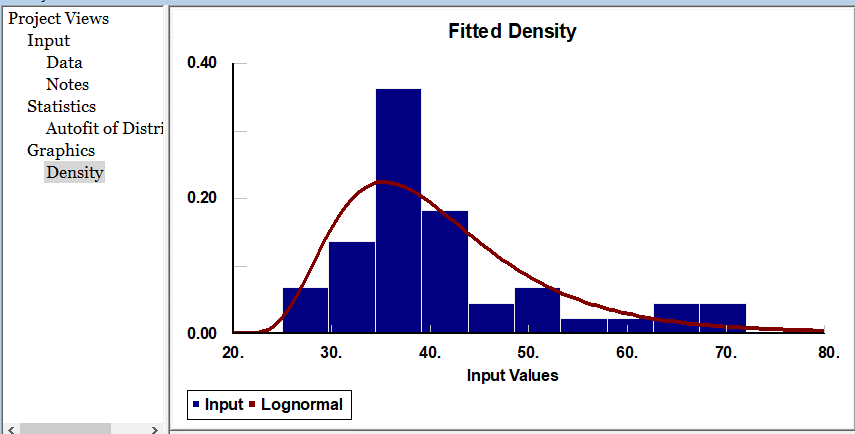 Project Views
Input
Data
Notes
Statistics
Autofit of Distri
Graphics
Density
Fitted Density
0.40
0.20
0.00
20. 30. 40. 50. 60. 70. 80.
Input Values
Input Lognormal